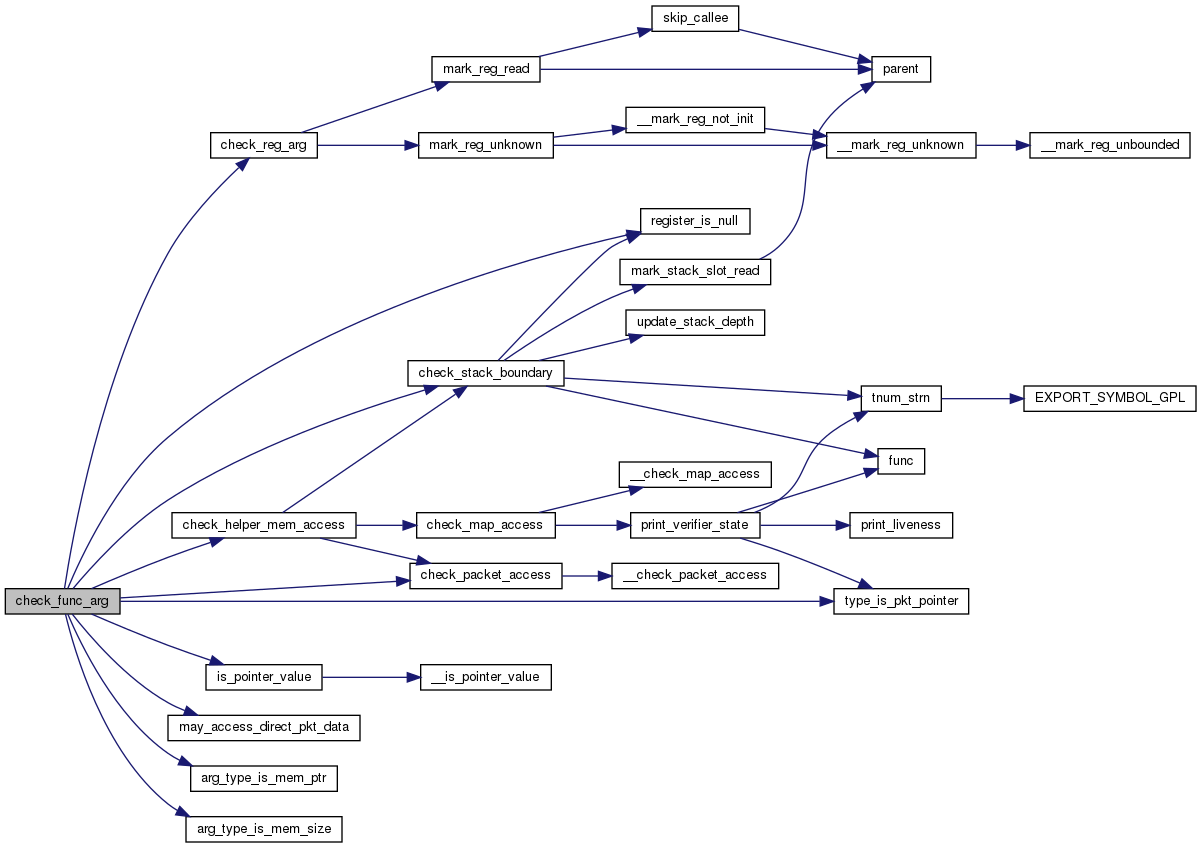 skip_callee
mark_reg_read
parent
__mark_reg_not_init
check_reg_arg
mark_reg_unknown
__mark_reg_unknown
__mark_reg_unbounded
register_is_null
mark_stack_slot_read
update_stack_depth
check_stack_boundary
tnum_strn
EXPORT_SYMBOL_GPL
func
__check_map_access
check_helper_mem_access
check_map_access
print_verifier_state
print_liveness
check_packet_access
__check_packet_access
check_func_arg
type_is_pkt_pointer
is_pointer_value
__is_pointer_value
may_access_direct_pkt_data
arg_type_is_mem_ptr
arg_type_is_mem_size